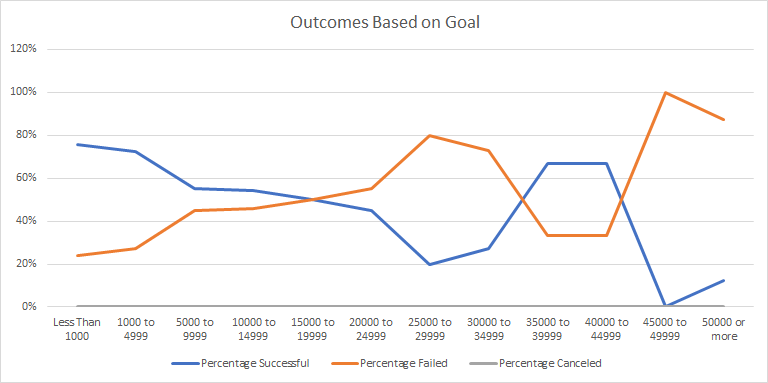 Outcomes Based on Goal
120%
100%
80%
60%
40%
20%
0%
Less Than
1000
1000 to
4999
5000 to
9999
10000 to
14999
15000 to
19999
20000 to
24999
25000 to
29999
30000 to
34999
35000 to
39999
40000 to
44999
45000 to
49999
50000 or
more
Percentage Successful
Percentage Failed
Percentage Canceled